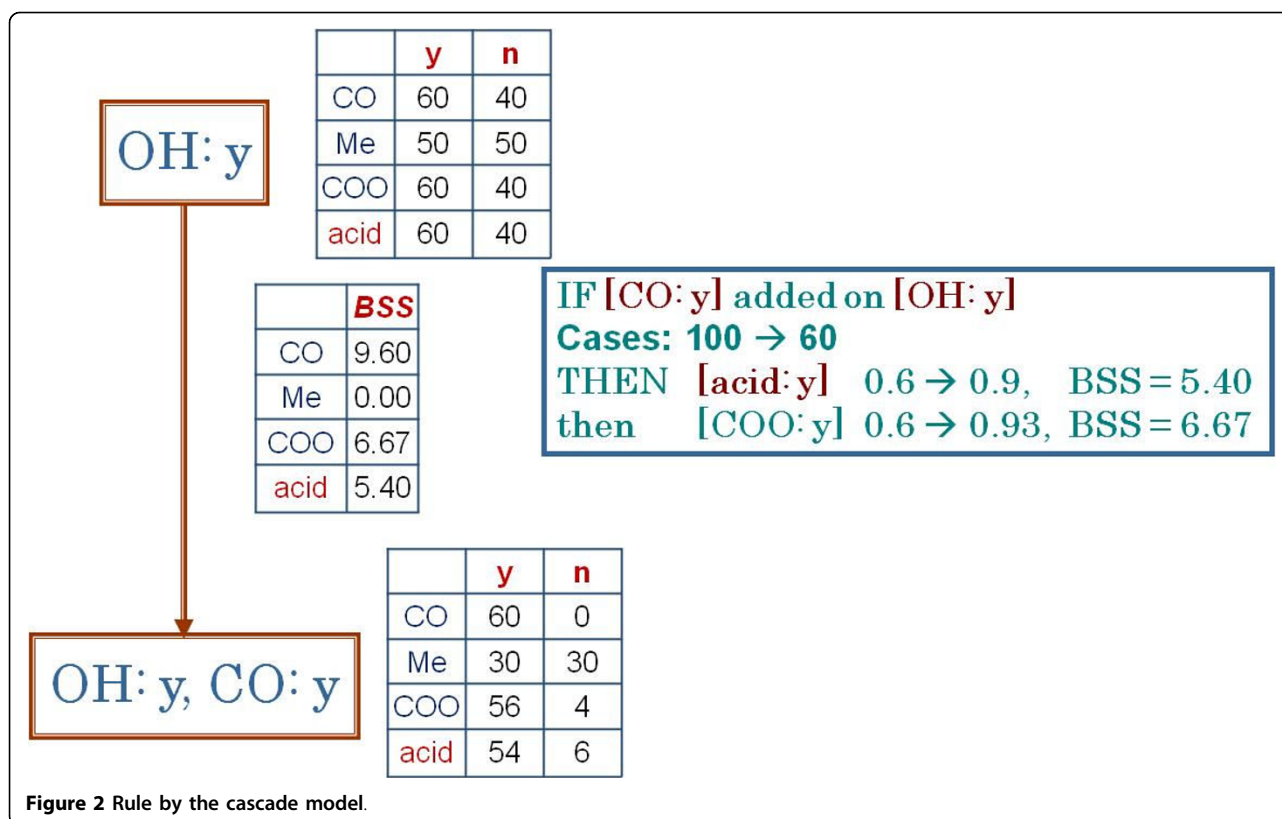 y n
CO 60 40
Me 50 50
COO 60 40
acid 60 40
OH: y
BSS
CO 9.60
Me 0.00
COO 6.67
acid 5.40
IF [CO: y] added on [OH: y]
Cases: 100 → 60
THEN [acid: y] 0.6 → 0.9, BSS = 5.40
then [COO: y] 0.6 → 0.93, BSS = 6.67
y n
CO 60 0
Me 30 30
COO 56 4
acid 54 6
OH: y, CO: y
Figure 2 Rule by the cascade model.